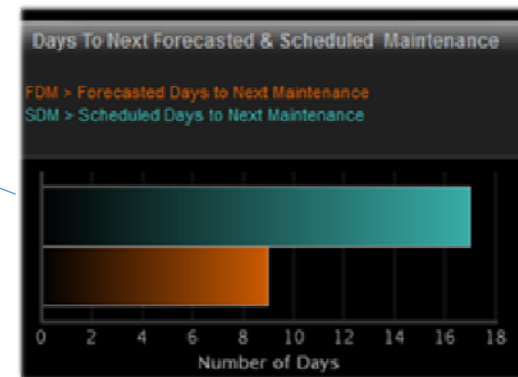 Days To Next Forecasted & Scheduled Maintenance
FDM > Forecasted Days to Next Maintenance
SDM > Scheduled Days to Next Maintenance
0 2 4 6 8 10 12 14 16 18
Number of Days